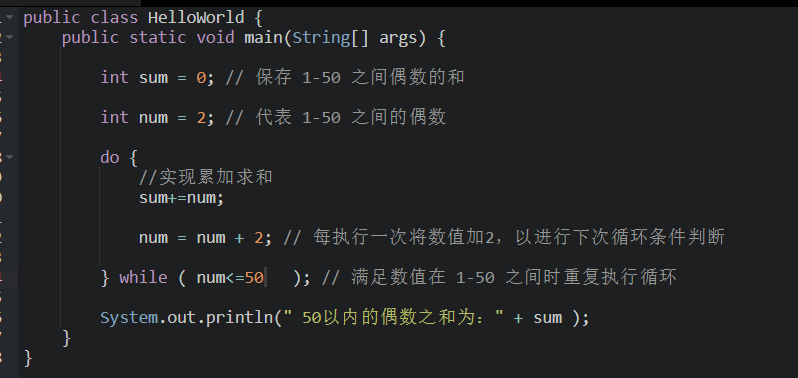 public class HelloWorld {
public static void main(String[] args) {
int sum = 0; // 保存 1-50 之间偶数的和
int num = 2; // 代表 1-50 之间的偶数
do {
//实现累加求和
sum+=num;
num = num + 2; // 每执行一次将数值加2，以进行下次循环条件判断
} while ( num<=50   ); // 满足数值在 1-50 之间时重复执行循环
System.out.println(" 50以内的偶数之和为：" + sum );
}
}